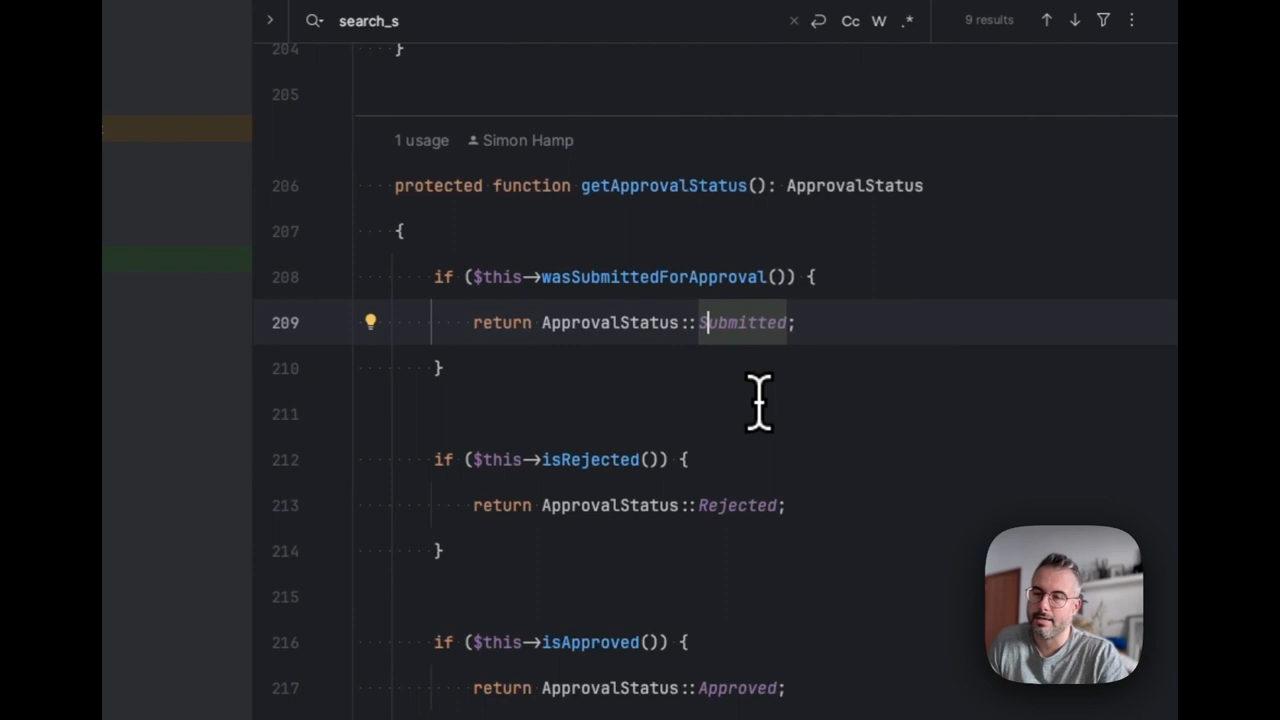 search_s
Cc W .* 9 results
204 }
205
1 usage Simon Hamp
206 protected function getApprovalStatus(): ApprovalStatus
207 {
208 if ($this->wasSubmittedForApproval()) {
209 return ApprovalStatus::Submitted;
210 }
211
212 if ($this->isRejected()) {
213 return ApprovalStatus::Rejected;
214 }
215
216 if ($this->isApproved()) {
217 return ApprovalStatus::Approved;